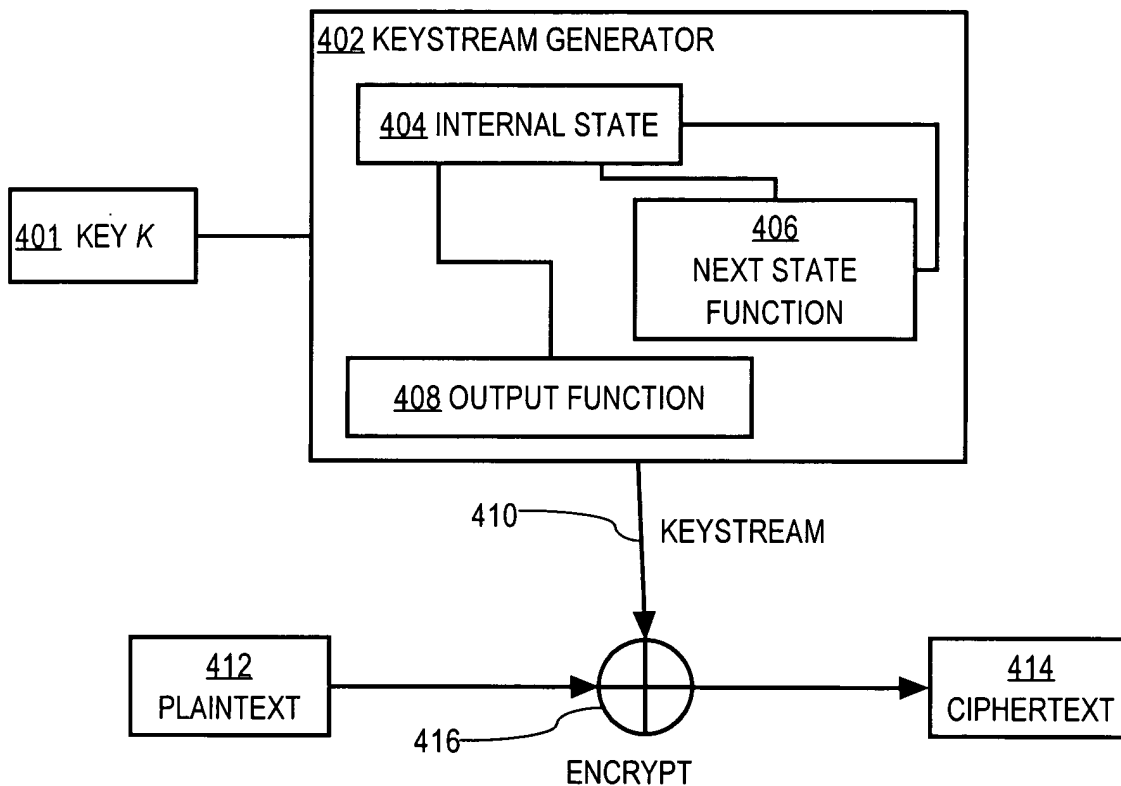 402 KEYSTREAM GENERATOR
404 INTERNAL STATE
401 KEY K
406
NEXT STATE
FUNCTION
408 OUTPUT FUNCTION
410
KEYSTREAM
412
PLAINTEXT
416
ENCRYPT
414
CIPHERTEXT